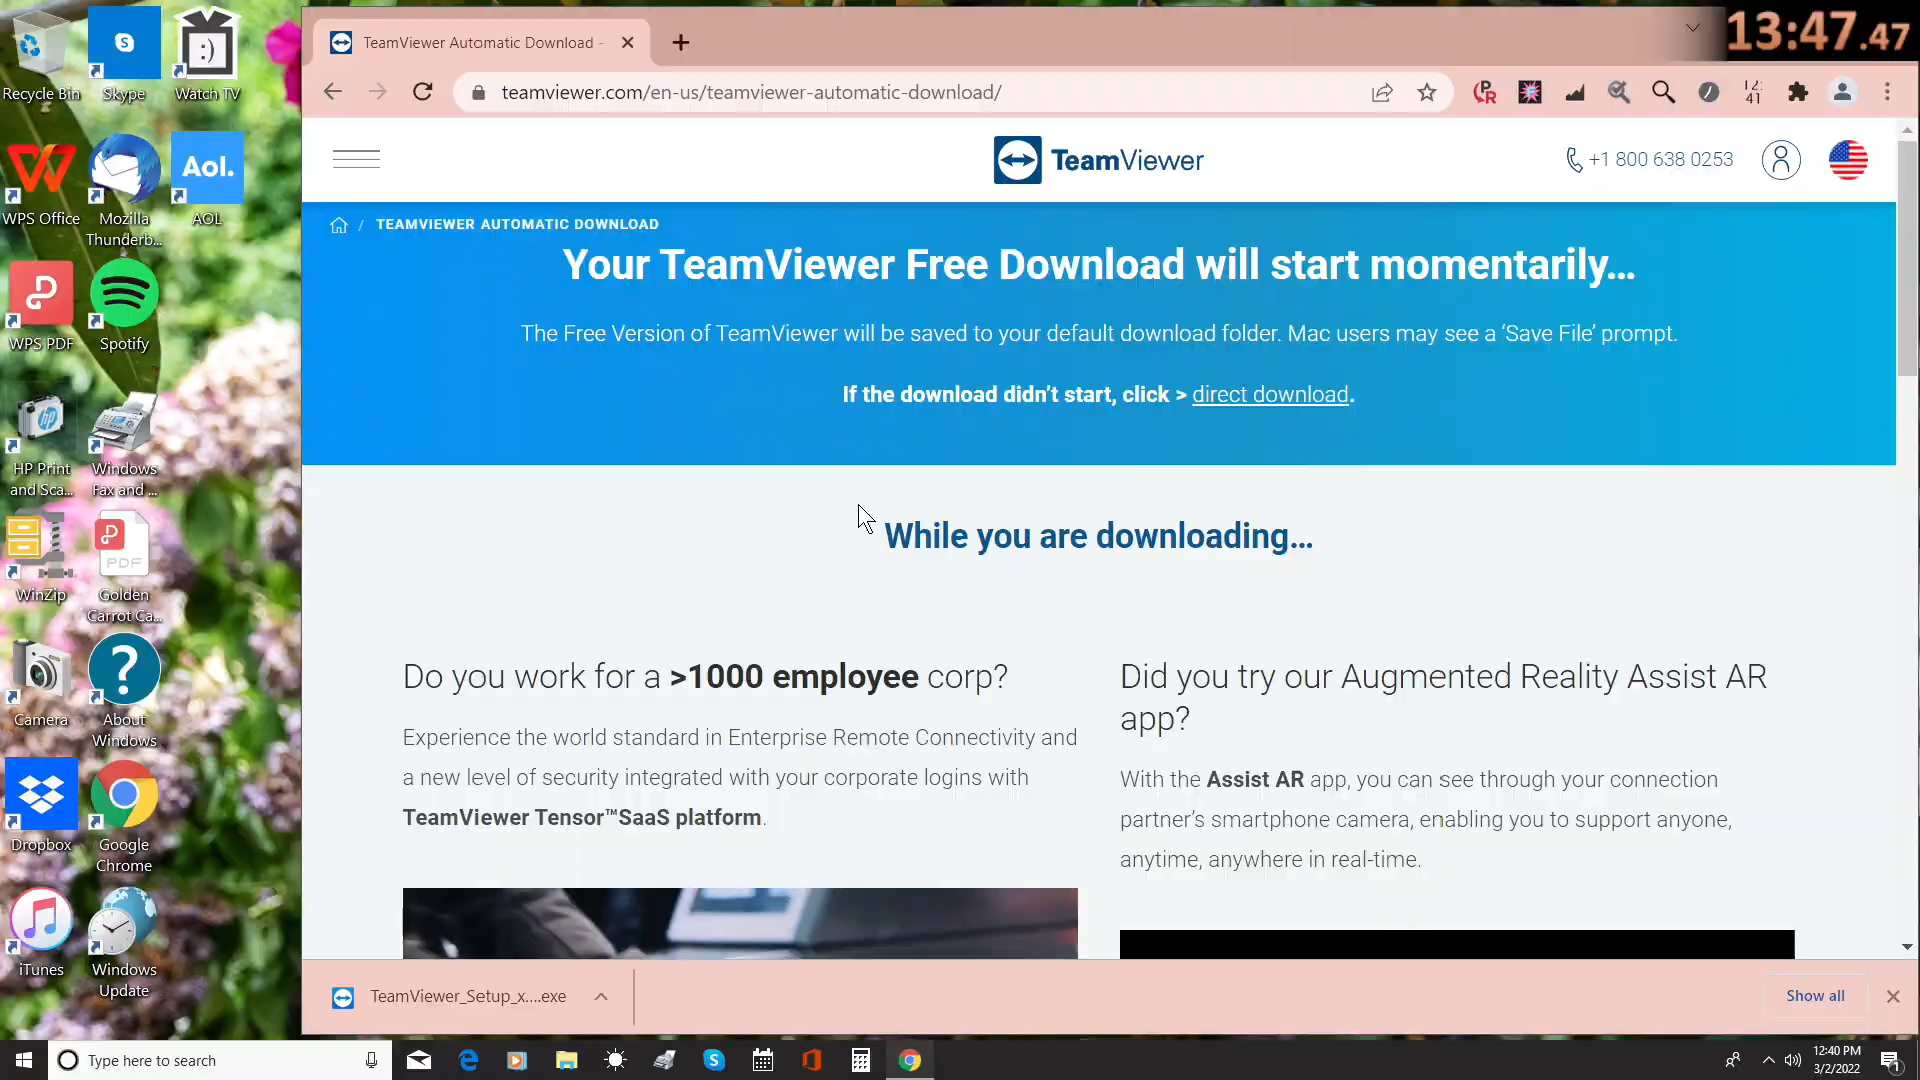 Recycle Bin
Skype
Watch TV
WPS Office
Mozilla
Thunderb...
Aol.
AOL
WPS PDF
Spotify
HP Print
and Sca...
Windows
Fax and ...
WinZip
PDF
Golden
Carrot Ca...
Camera
About
Windows
Dropbox
Google
Chrome
iTunes
Windows
Update
TeamViewer Automatic Download -
13:47.47
teamviewer.com/en-us/teamviewer-automatic-download/
12:
41
TeamViewer
+1 800 638 0253
/ TEAMVIEWER AUTOMATIC DOWNLOAD
Your TeamViewer Free Download will start momentarily...
The Free Version of TeamViewer will be saved to your default download folder. Mac users may see a ‘Save File’ prompt.
If the download didn’t start, click > direct download.
While you are downloading...
Do you work for a >1000 employee corp?
Experience the world standard in Enterprise Remote Connectivity and
a new level of security integrated with your corporate logins with
TeamViewer Tensor™SaaS platform.
Did you try our Augmented Reality Assist AR
app?
With the Assist AR app, you can see through your connection
partner’s smartphone camera, enabling you to support anyone,
anytime, anywhere in real-time.
TeamViewer_Setup_x....exe
Show all
Type here to search
12:40 PM
3/2/2022
1